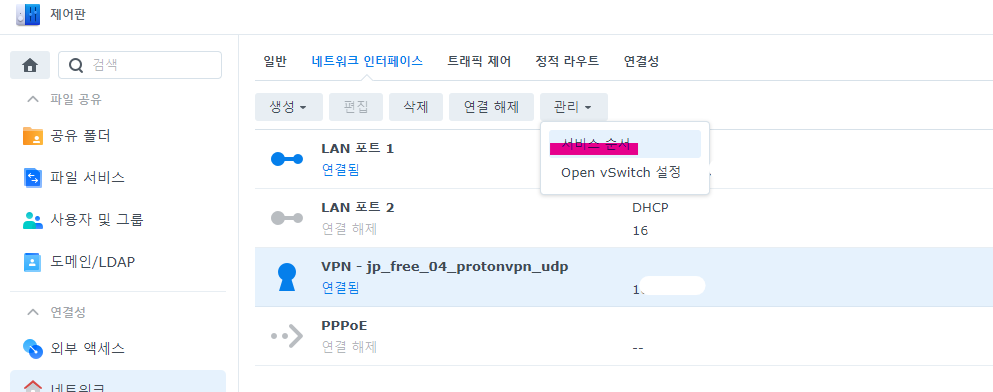 제어판
검색
일반 네트워크 인터페이스 트래픽 제어 정적 라우트 연결성
생성 편집 삭제 연결 해제 관리
서비스 순서
Open vSwitch 설정
파일 공유
공유 폴더
파일 서비스
사용자 및 그룹
도메인/LDAP
연결성
외부 액세스
네트워크
LAN 포트 1
연결됨
LAN 포트 2 DHCP
연결 해제 16
VPN - jp_free_04_protonvpn_udp
연결됨
PPPoE
연결 해제 --